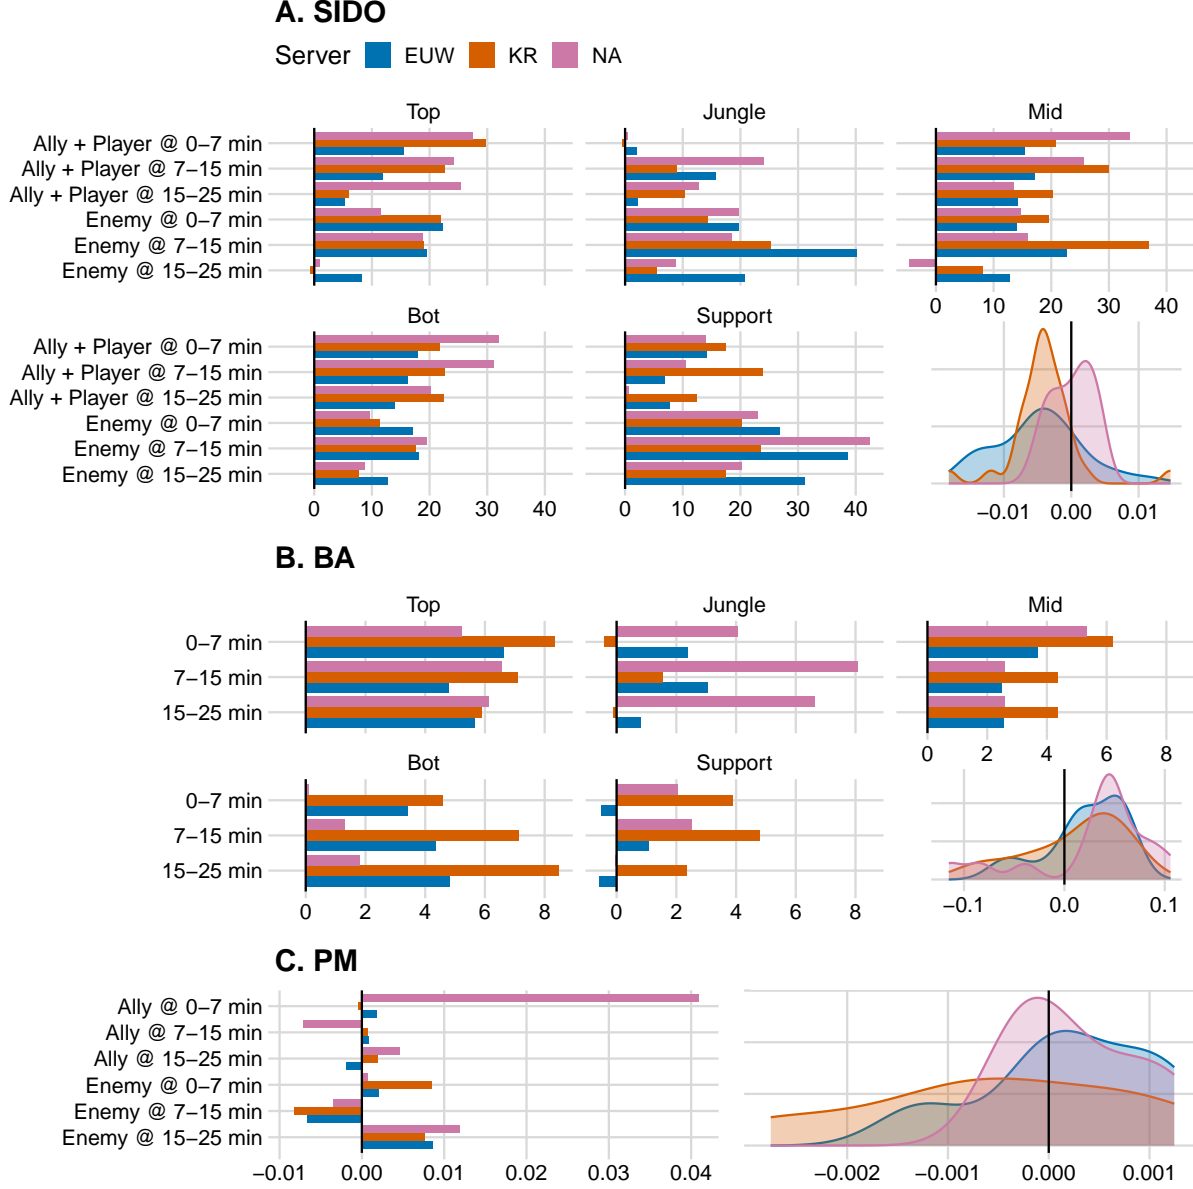 A. SIDO
Server EUW KR NA
Top Jungle Mid
Ally + Player @ 0−7 min
Ally + Player @ 7−15 min
Ally + Player @ 15−25 min
Enemy @ 0−7 min
Enemy @ 7−15 min
Enemy @ 15−25 min
0 10 20 30 40
Bot Support
Ally + Player @ 0−7 min
Ally + Player @ 7−15 min
Ally + Player @ 15−25 min
Enemy @ 0−7 min
Enemy @ 7−15 min
Enemy @ 15−25 min
0 10 20 30 40 0 10 20 30 40 −0.01 0.00 0.01
B. BA
Top Jungle Mid
0−7 min
7−15 min
15−25 min
0 2 4 6 8
Bot Support
0−7 min
7−15 min
15−25 min
0 2 4 6 8 0 2 4 6 8 −0.1 0.0 0.1
C. PM
Ally @ 0−7 min
Ally @ 7−15 min
Ally @ 15−25 min
Enemy @ 0−7 min
Enemy @ 7−15 min
Enemy @ 15−25 min
−0.01 0.00 0.01 0.02 0.03 0.04 −0.002 −0.001 0.000 0.001